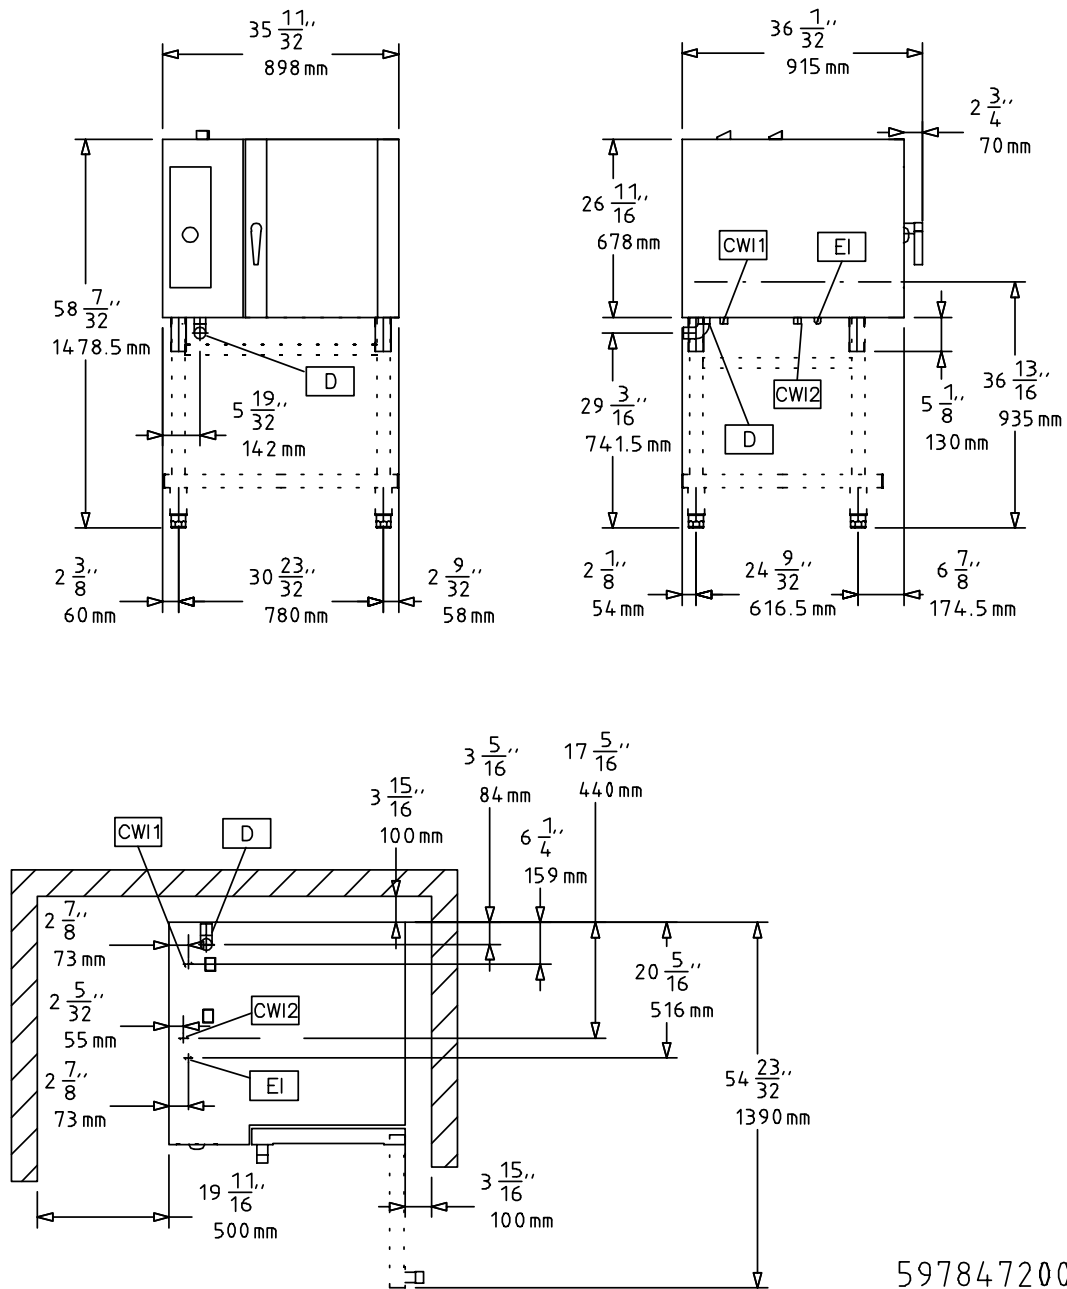 35 11/32''
898 mm
36 1/32''
915 mm
2 3/4''
70 mm
26 11/16''
678 mm
CWI1
EI
58 7/32''
1478.5 mm
D
5 19/32''
142 mm
29 3/16''
741.5 mm
CWI2
D
5 1/8''
130 mm
36 13/16''
935 mm
2 3/8''
60 mm
30 23/32''
780 mm
2 9/32''
58 mm
2 1/8''
54 mm
24 9/32''
616.5 mm
6 7/8''
174.5 mm
3 15/16''
100 mm
3 5/16''
84 mm
17 5/16''
440 mm
6 1/4''
159 mm
CWI1
D
2 7/8''
73 mm
20 5/16''
516 mm
2 5/32''
55 mm
CWI2
2 7/8''
73 mm
EI
54 23/32''
1390 mm
19 11/16''
500 mm
3 15/16''
100 mm
597847200